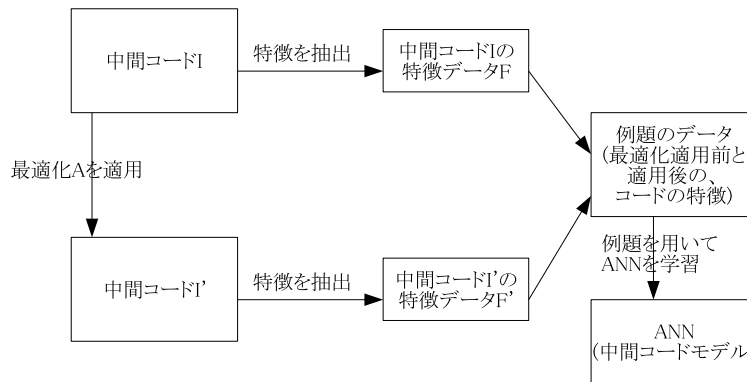 中間コードI
特徴を抽出
中間コードIの
特徴データF
最適化Aを適用
例題のデータ
(最適化適用前と
適用後の、
コードの特徴)
中間コードI'
特徴を抽出
中間コードI'の
特徴データF'
例題を用いて
ANNを学習
ANN
(中間コードモデル